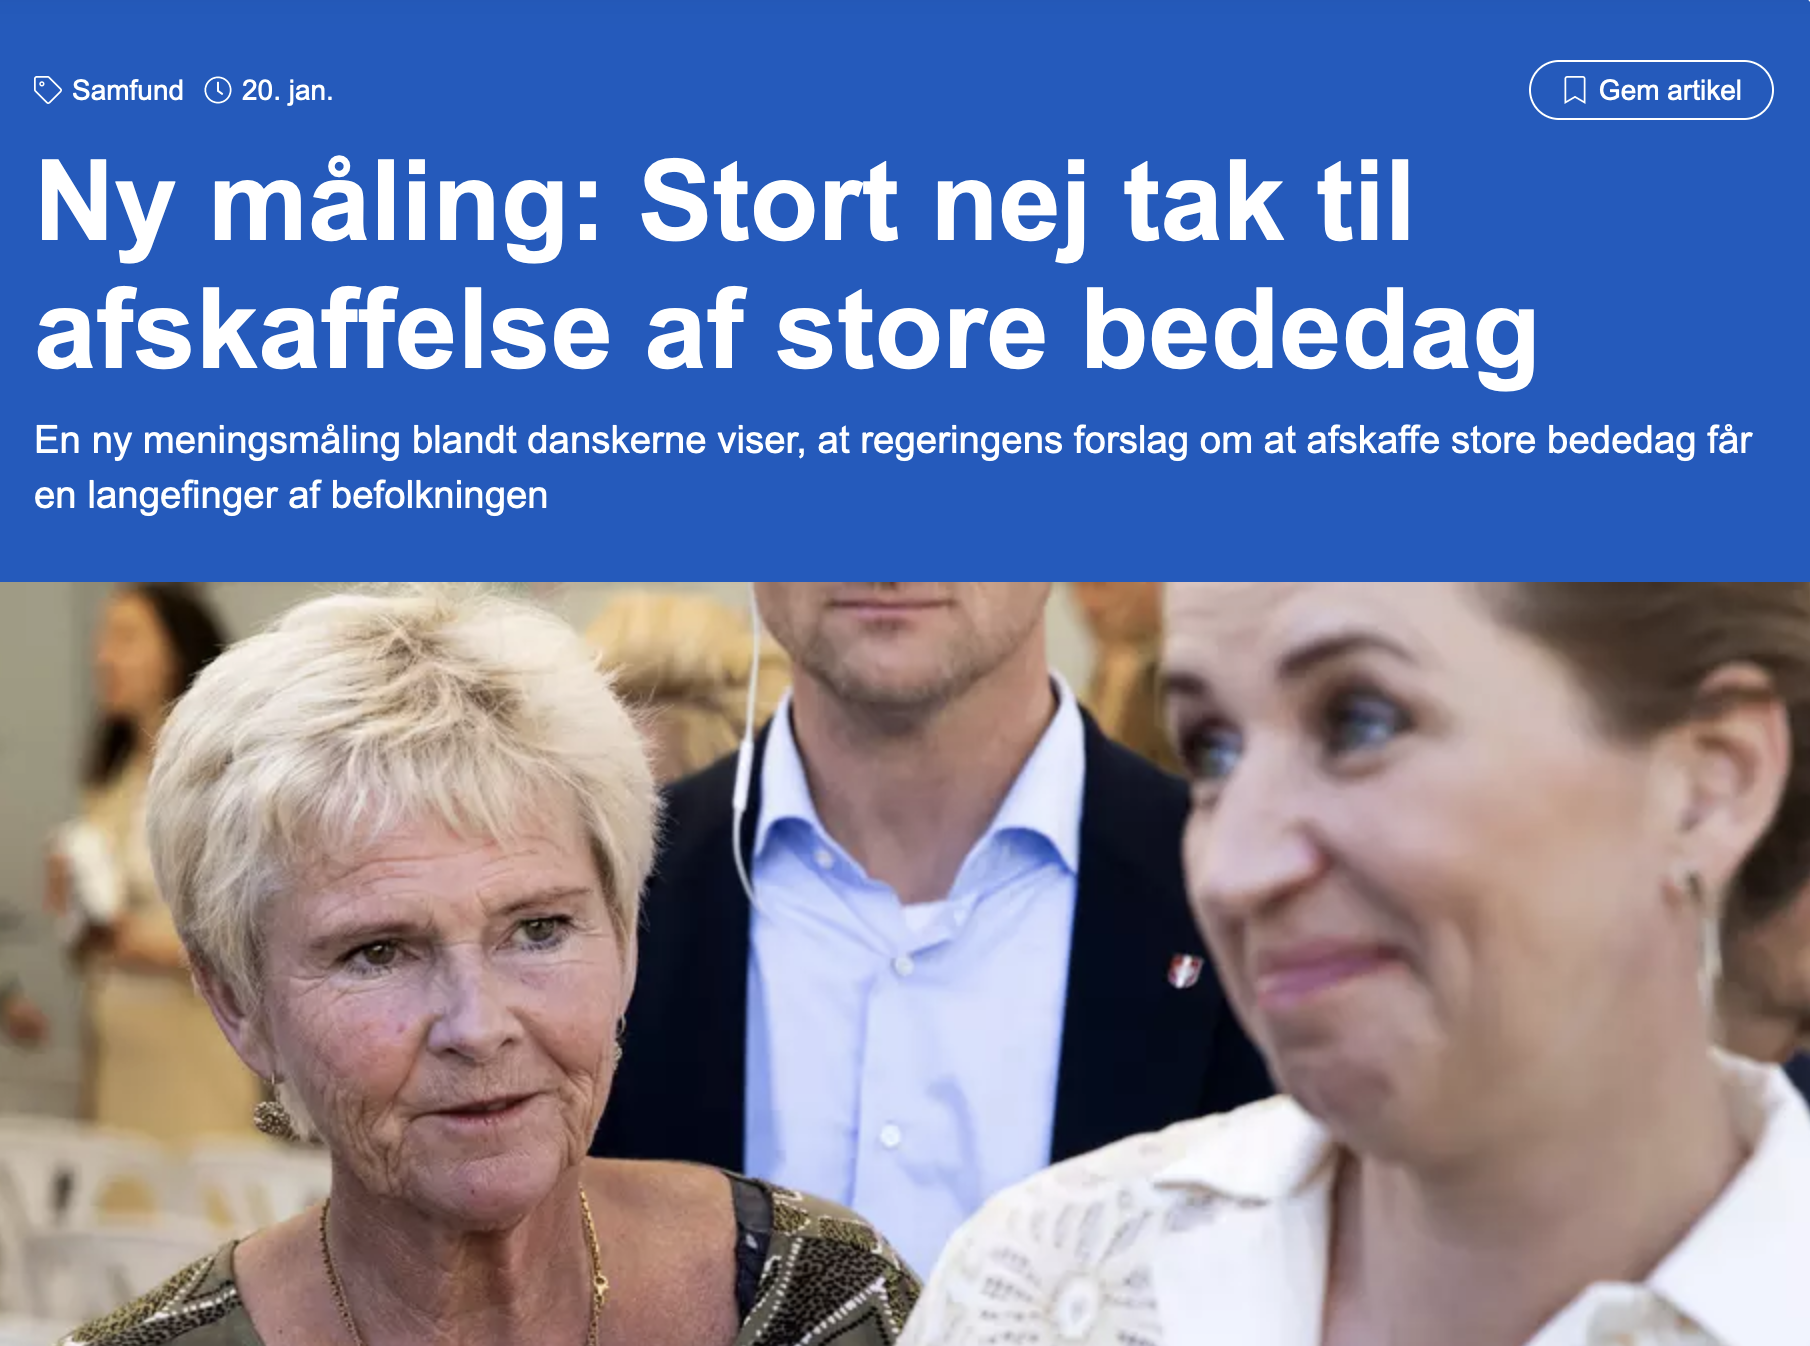 Samfund 20. jan.
Gem artikel
Ny måling: Stort nej tak til
afskaffelse af store bededag
En ny meningsmåling blandt danskerne viser, at regeringens forslag om at afskaffe store bededag får
en langefinger af befolkningen